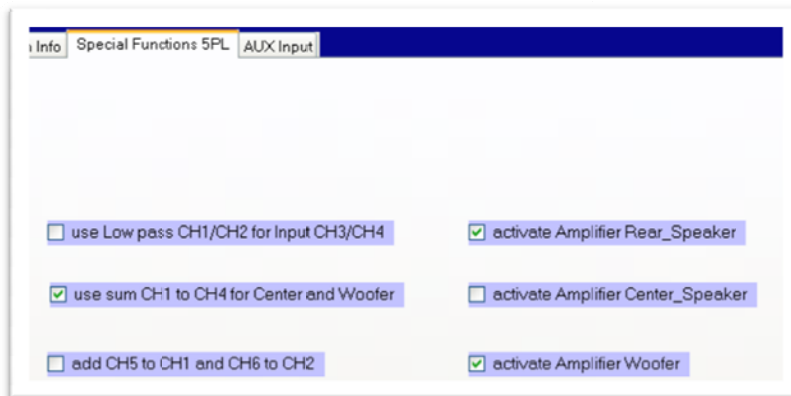 Info Special Functions 5PL AUX Input
use Low pass CH1/CH2 for Input CH3/CH4
activate Amplifier Rear_Speaker
use sum CH1 to CH4 for Center and Woofer
activate Amplifier Center_Speaker
add CH5 to CH1 and CH6 to CH2
activate Amplifier Woofer